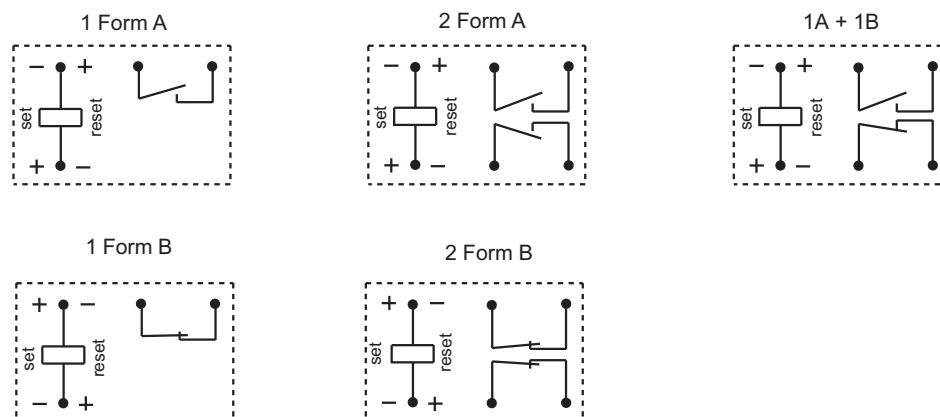 1 Form A
− +
set
reset
+ −
2 Form A
− +
set
reset
+ −
1A + 1B
− +
set
reset
+ −
1 Form B
+ −
set
reset
− +
2 Form B
+ −
set
reset
− +